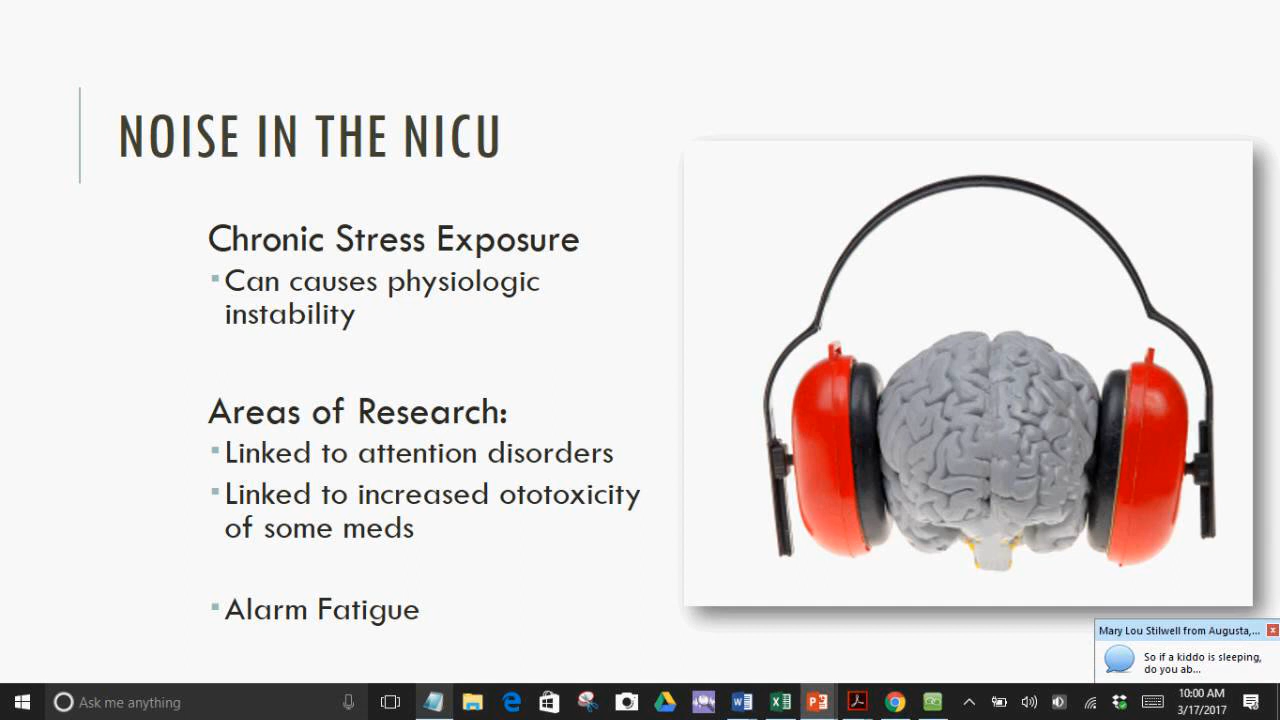 NOISE IN THE NICU
Chronic Stress Exposure
Can causes physiologic
instability
Areas of Research:
Linked to attention disorders
Linked to increased ototoxicity
of some meds
Alarm Fatigue
Mary Lou Stilwell from Augusta,...
So if a kiddo is sleeping,
do you ab...
Ask me anything
10:00 AM
3/17/2017